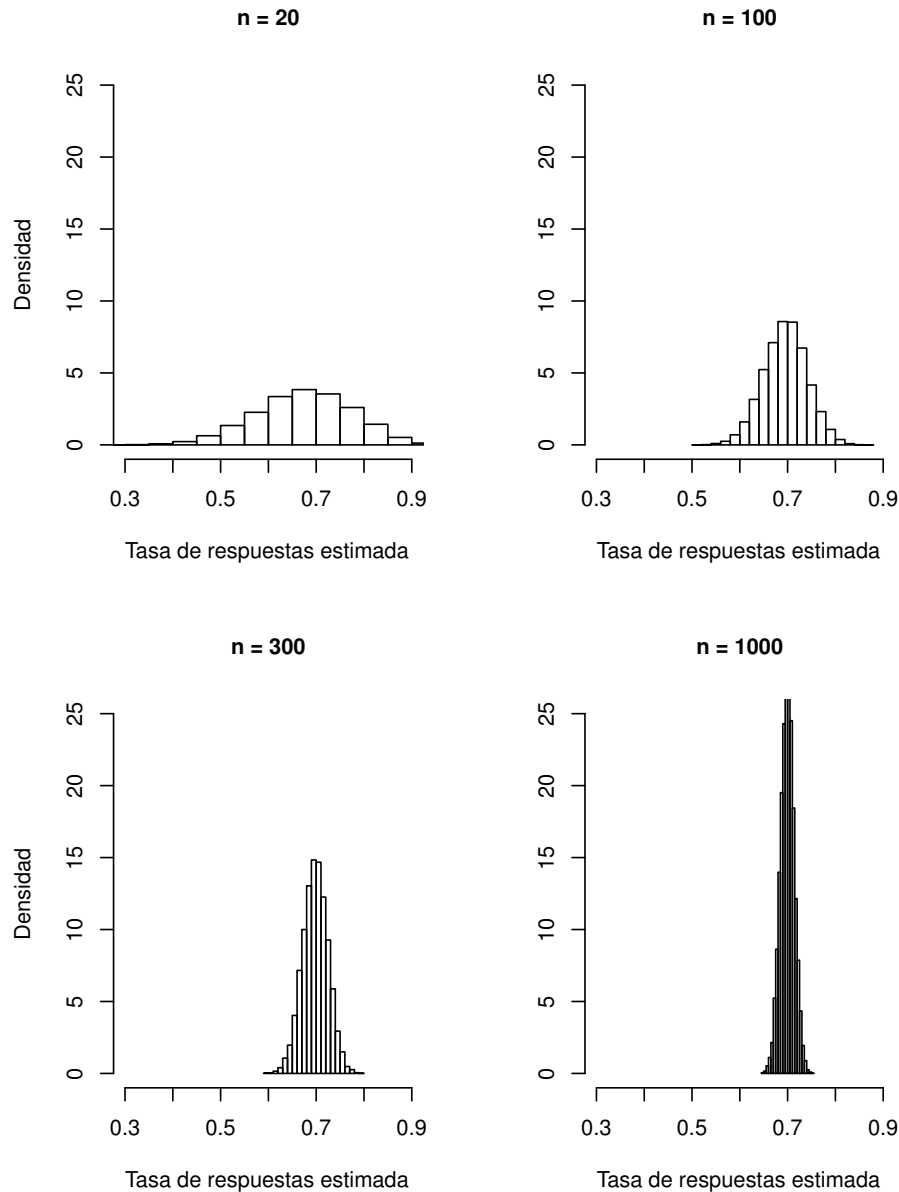 n = 20
Densidad
0 5 10 15 20 25
0.3 0.5 0.7 0.9
Tasa de respuestas estimada
n = 100
0 5 10 15 20 25
0.3 0.5 0.7 0.9
Tasa de respuestas estimada
n = 300
Densidad
0 5 10 15 20 25
0.3 0.5 0.7 0.9
Tasa de respuestas estimada
n = 1000
0 5 10 15 20 25
0.3 0.5 0.7 0.9
Tasa de respuestas estimada